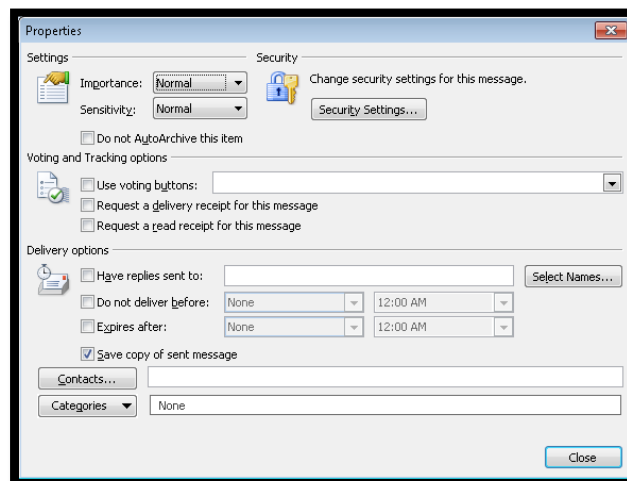 Properties
Settings Security
Importance: Normal Change security settings for this message.
Sensitivity: Normal Security Settings...
Do not AutoArchive this item
Voting and Tracking options
Use voting buttons:
Request a delivery receipt for this message
Request a read receipt for this message
Delivery options
Have replies sent to: Select Names...
Do not deliver before: None 12:00 AM
Expires after: None 12:00 AM
Save copy of sent message
Contacts...
Categories None
Close